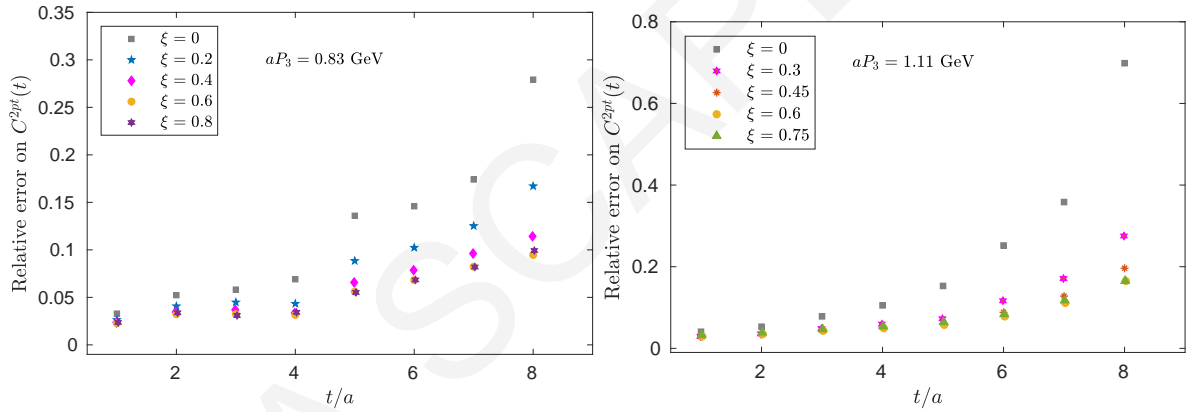 0.35
0.3
0.25
0.2
0.15
0.1
0.05
0
2
4
6
8
Relative error on C^{2pt}(t)
t/a
ξ = 0
ξ = 0.2
ξ = 0.4
ξ = 0.6
ξ = 0.8
aP_3 = 0.83 GeV
0.8
0.6
0.4
0.2
0
2
4
6
8
Relative error on C^{2pt}(t)
t/a
ξ = 0
ξ = 0.3
ξ = 0.45
ξ = 0.6
ξ = 0.75
aP_3 = 1.11 GeV